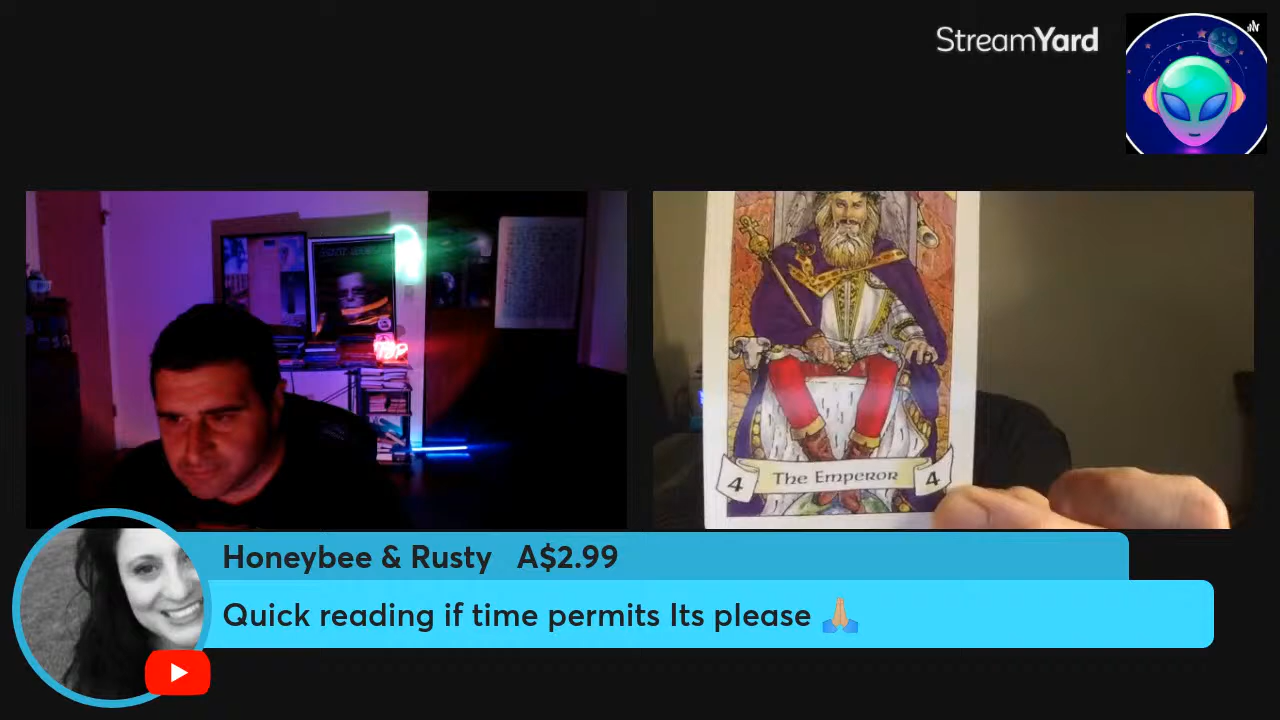 StreamYard
4 The Emperor 4
Honeybee & Rusty A$2.99
Quick reading if time permits Its please 🙏🏼